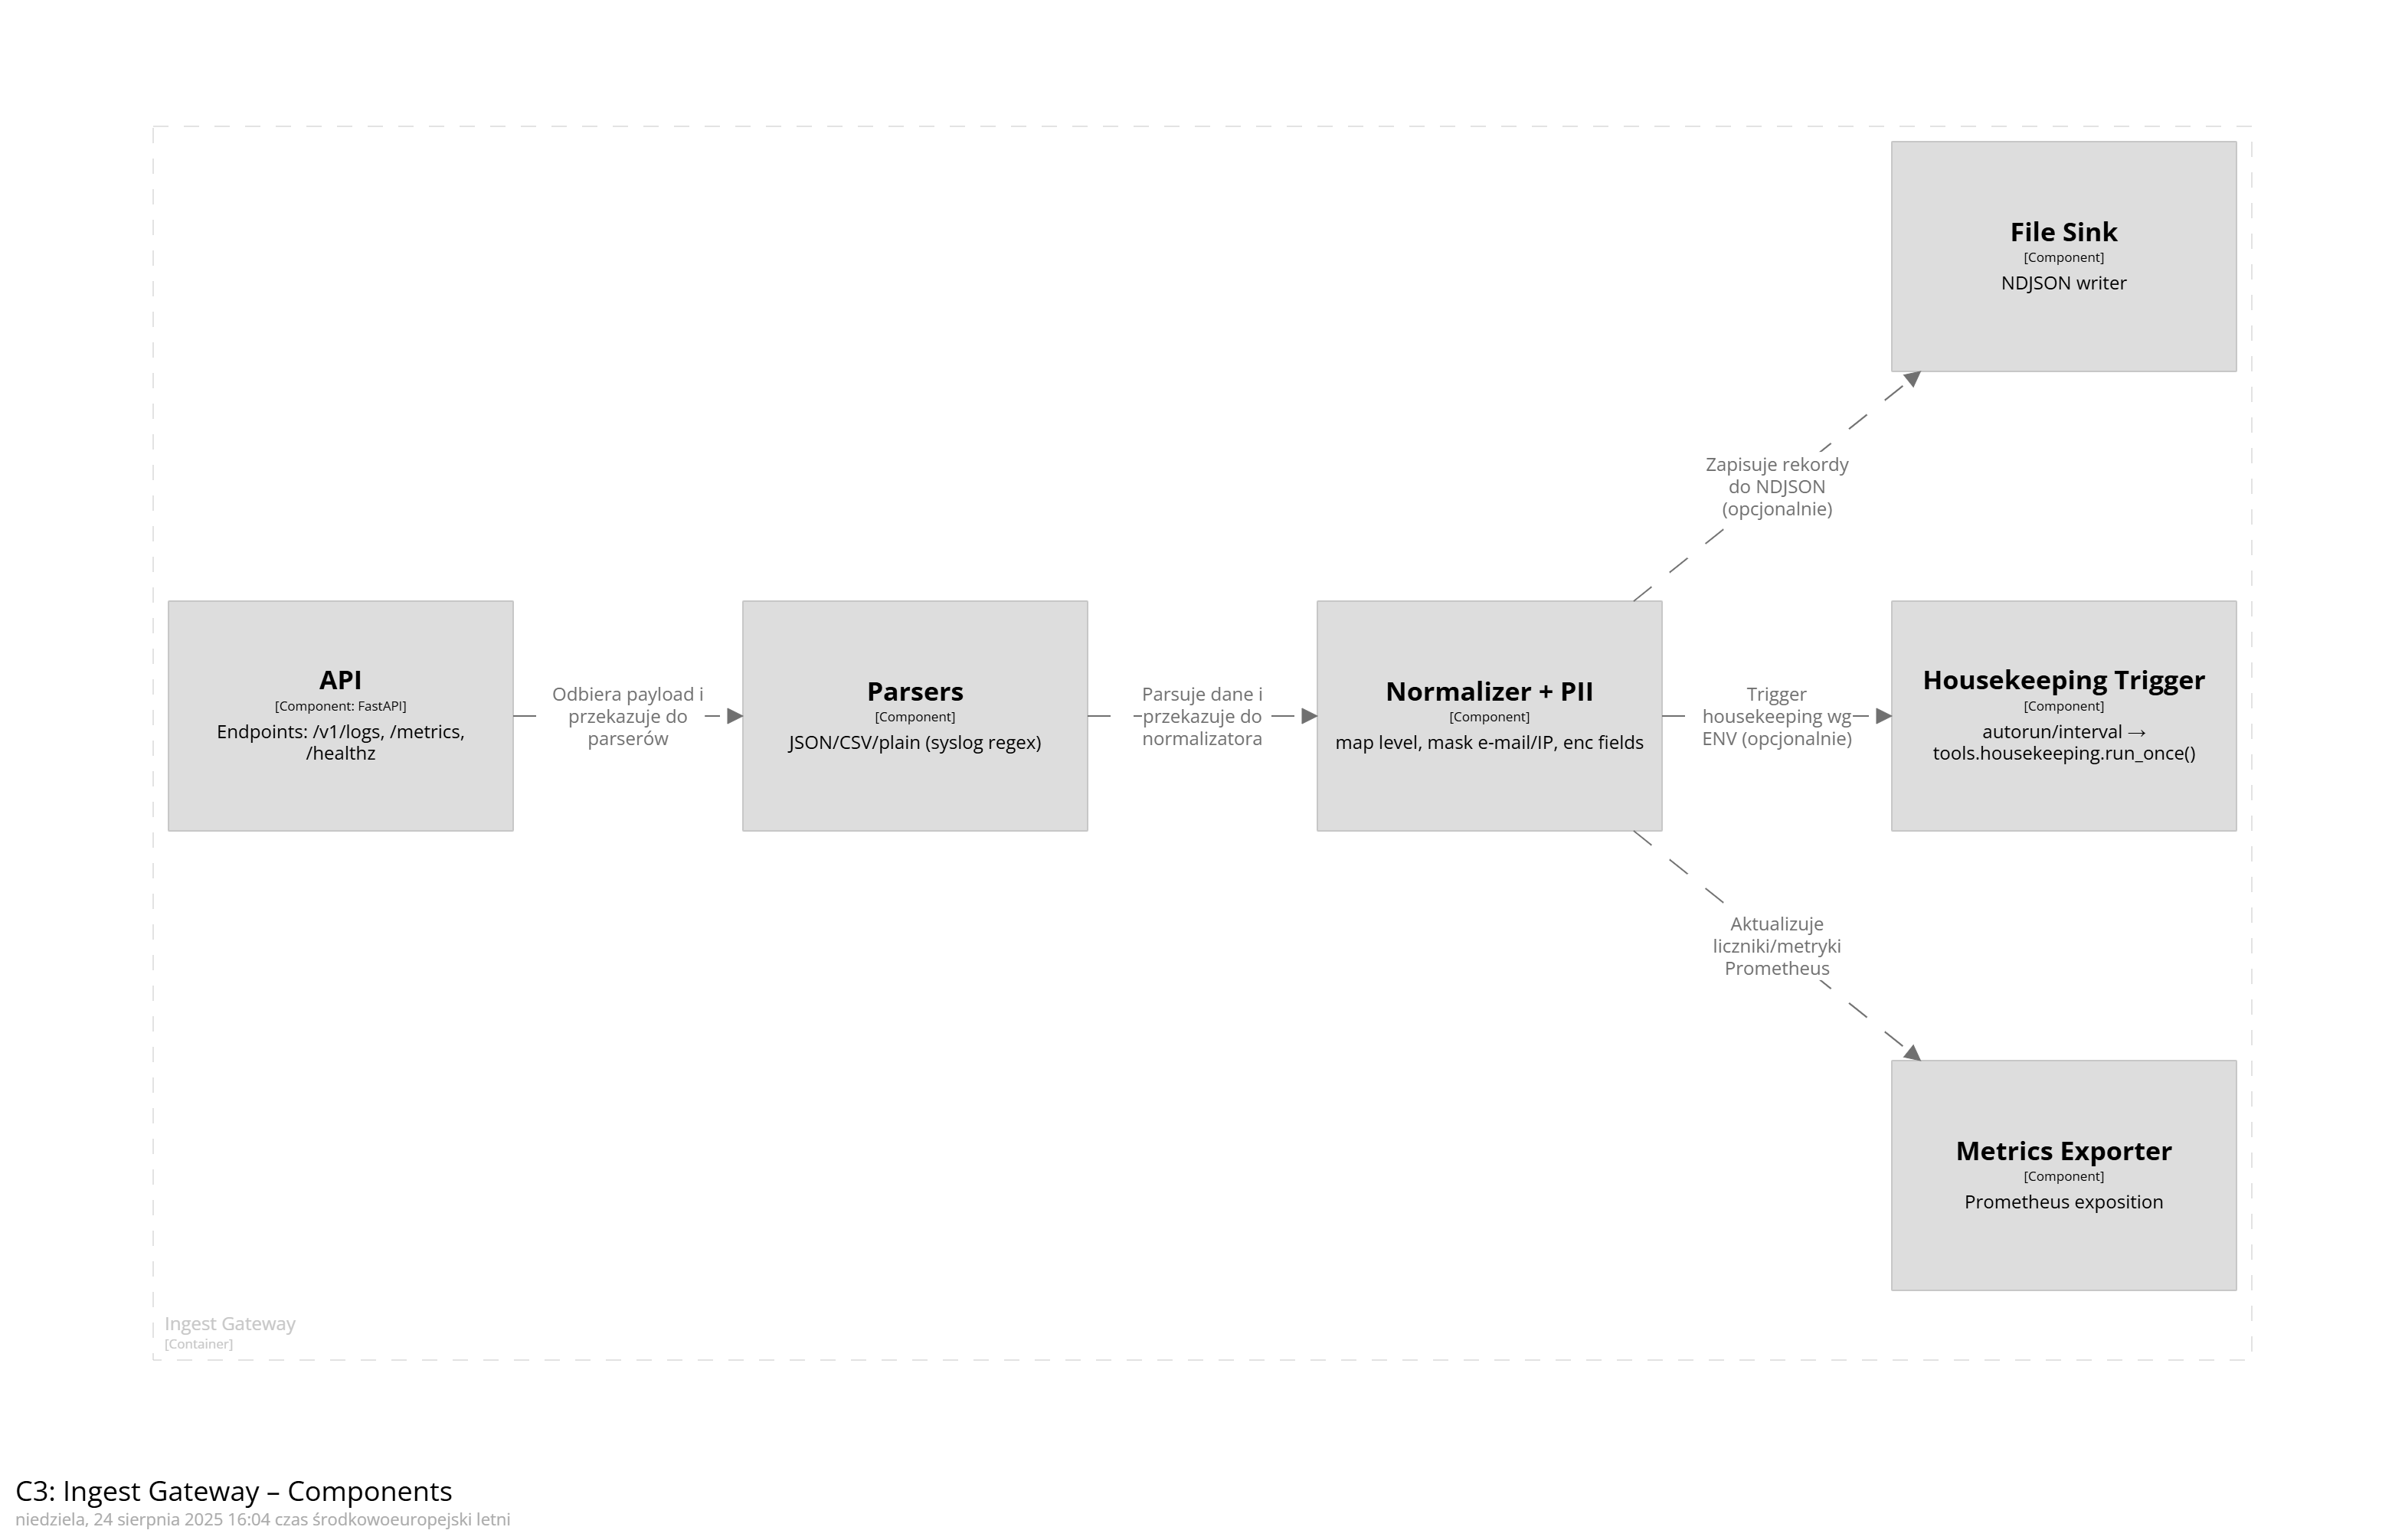 File Sink
[Component]
NDJSON writer
Zapisuje rekordy
do NDJSON
(opcjonalnie)
API
[Component: FastAPI]
Endpoints: /v1/logs, /metrics,
/healthz
Odbiera payload i
przekazuje do
parserów
Parsers
[Component]
JSON/CSV/plain (syslog regex)
Parsuje dane i
przekazuje do
normalizatora
Normalizer + PII
[Component]
map level, mask e-mail/IP, enc fields
Trigger
housekeeping wg
ENV (opcjonalnie)
Housekeeping Trigger
[Component]
autorun/interval →
tools.housekeeping.run_once()
Aktualizuje
liczniki/metryki
Prometheus
Metrics Exporter
[Component]
Prometheus exposition
Ingest Gateway
[Container]
C3: Ingest Gateway – Components
niedziela, 24 sierpnia 2025 16:04 czas środkowoeuropejski letni